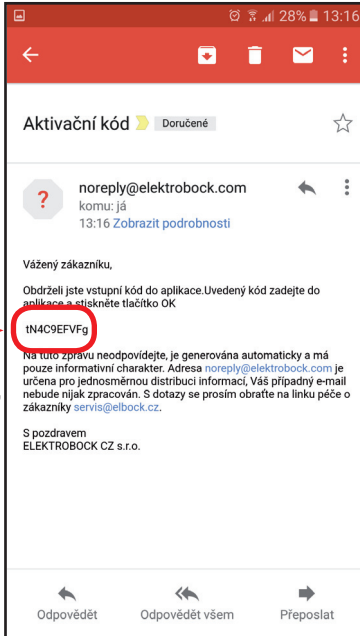 28% 13:16
Aktivační kód Doručené
?
noreply@elektrobock.com
komu: já
13:16 Zobrazit podrobnosti
Vážený zákazníku,
Obdrželi jste vstupní kód do aplikace.Uvedený kód zadejte do
aplikace a stiskněte tlačítko OK
tN4C9EFVFg
Na tuto zprávu neodpovídejte, je generována automaticky a má
pouze informativní charakter. Adresa noreply@elektrobock.com je
určena pro jednosměrnou distribuci informací, Váš případný e-mail
nebude nijak zpracován. S dotazy se prosím obraťte na linku péče o
zákazníky servis@elbock.cz.
S pozdravem
ELEKTROBOCK CZ s.r.o.
Odpovědět Odpovědět všem Přeposlat